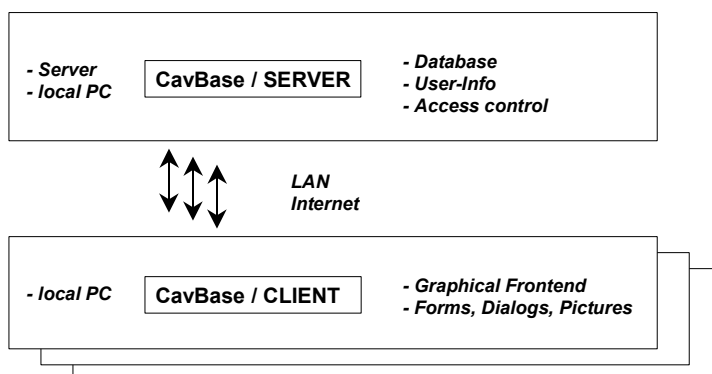 - Server
- local PC
CavBase / SERVER
- Database
- User-Info
- Access control
LAN
Internet
- local PC
CavBase / CLIENT
- Graphical Frontend
- Forms, Dialogs, Pictures